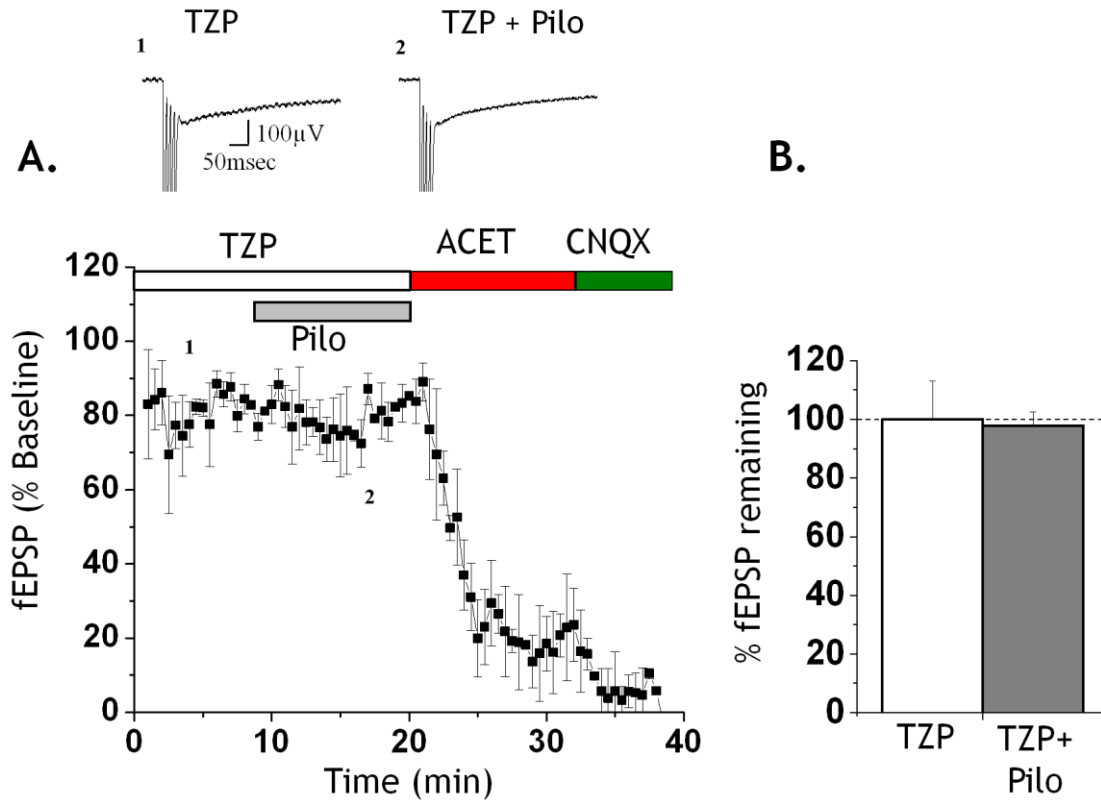 TZP
TZP + Pilo
1
2
100µV
50msec
A.
B.
TZP
ACET
CNQX
Pilo
1
2
fEPSP (% Baseline)
120
100
80
60
40
20
0
0
10
20
30
40
Time (min)
% fEPSP remaining
120
100
80
60
40
20
0
TZP
TZP+
Pilo